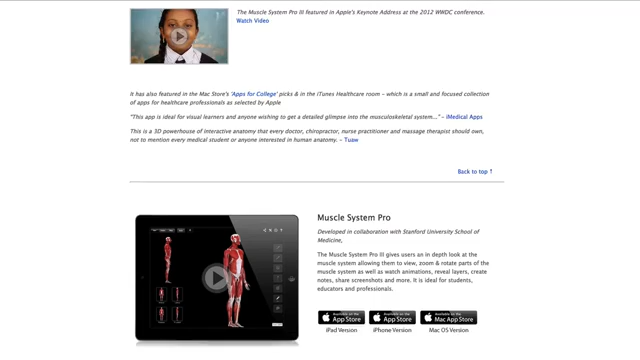 The Muscle System Pro III featured in Apple's Keynote Address at the 2012 WWDC conference.
Watch Video
It has also featured in the Mac Store's 'Apps for College' picks & in the iTunes Healthcare room - which is a small and focused collection
of apps for healthcare professionals as selected by Apple
"This app is ideal for visual learners and anyone wishing to get a detailed glimpse into the musculoskeletal system..." - iMedical Apps
This is a 3D powerhouse of interactive anatomy that every doctor, chiropractor, nurse practitioner and massage therapist should own,
not to mention every medical student or anyone interested in human anatomy. - Tuaw
Back to top ↑
Muscle System Pro
Developed in collaboration with Stanford University School of
Medicine,
The Muscle System Pro III gives users an in depth look at the
muscle system allowing them to view, zoom & rotate parts of the
muscle system as well as watch animations, reveal layers, create
notes, share screenshots and more. It is ideal for students,
educators and professionals.
Available on the
App Store
Available on the
App Store
Available on the
Mac App Store
iPad Version
iPhone Version
Mac OS Version